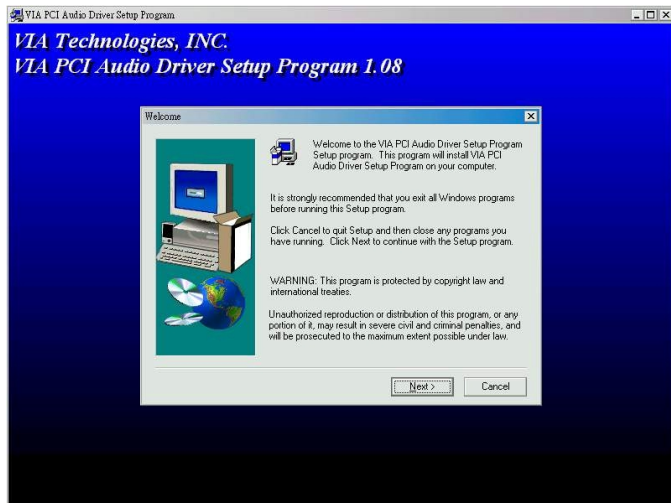 VIA PCI Audio Driver Setup Program
VIA Technologies, INC.
VIA PCI Audio Driver Setup Program 1.08
Welcome
Welcome to the VIA PCI Audio Driver Setup Program
Setup program. This program will install VIA PCI
Audio Driver Setup Program on your computer.
It is strongly recommended that you exit all Windows programs
before running this Setup program.
Click Cancel to quit Setup and then close any programs you
have running. Click Next to continue with the Setup program.
WARNING: This program is protected by copyright law and
international treaties.
Unauthorized reproduction or distribution of this program, or any
portion of it, may result in severe civil and criminal penalties, and
will be prosecuted to the maximum extent possible under law.
Next >
Cancel